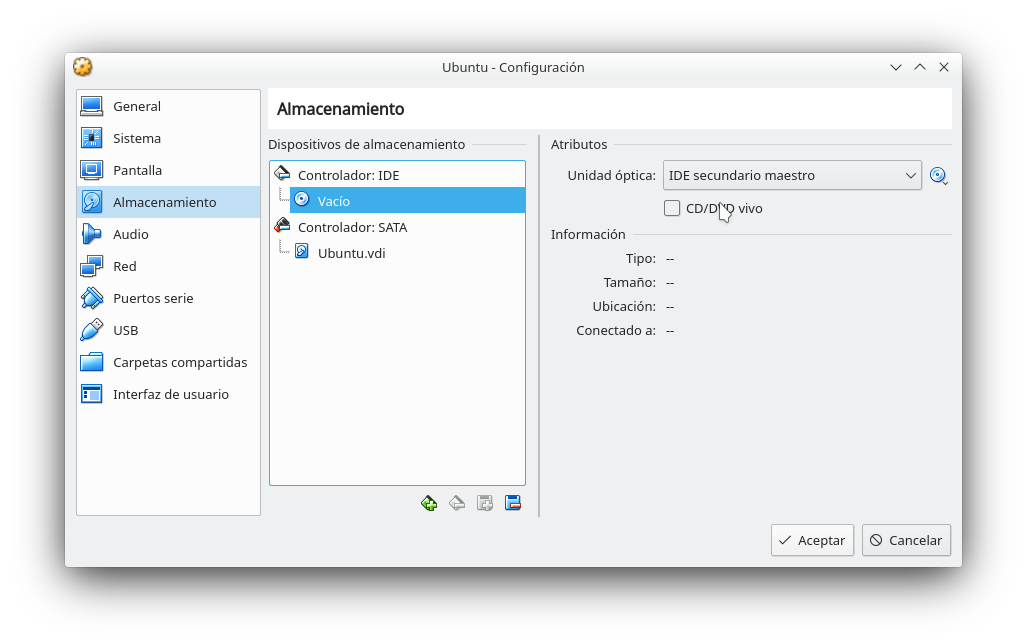 Ubuntu - Configuración
General
Sistema
Pantalla
Almacenamiento
Audio
Red
Puertos serie
USB
Carpetas compartidas
Interfaz de usuario
Almacenamiento
Dispositivos de almacenamiento
Controlador: IDE
Vacío
Controlador: SATA
Ubuntu.vdi
Atributos
Unidad óptica: IDE secundario maestro
CD/DVD vivo
Información
Tipo: --
Tamaño: --
Ubicación: --
Conectado a: --
Aceptar
Cancelar